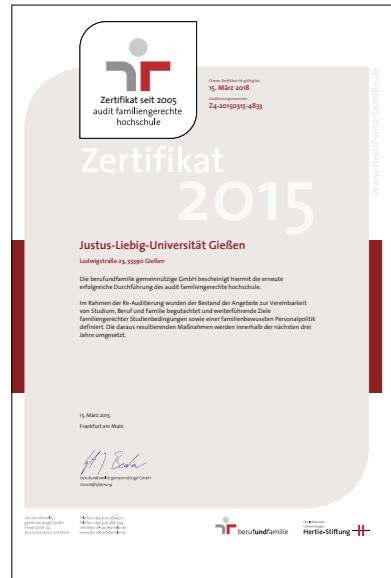 Zertifikat seit 2005
audit familiengerechte
hochschule
Dieses Zertifikat ist gültig bis:
15. März 2018
Auditierungsnummer:
Z4-20150315-4833
www.beruf-und-familie.de
Zertifikat
2015
Justus-Liebig-Universität Gießen
Ludwigstraße 23, 35390 Gießen
Die berufundfamilie gemeinnützige GmbH bescheinigt hiermit die erneute
erfolgreiche Durchführung des audit familiengerechte hochschule.
Im Rahmen der Re-Auditierung wurden der Bestand der Angebote zur Vereinbarkeit
von Studium, Beruf und Familie begutachtet und weiterführende Ziele
familiengerechter Studienbedingungen sowie einer familienbewussten Personalpolitik
definiert. Die daraus resultierenden Maßnahmen werden innerhalb der nächsten drei
Jahre umgesetzt.
15. März 2015
Frankfurt am Main
berufundfamilie gemeinnützige GmbH
Geschäftsführung
berufundfamilie
gemeinnützige GmbH
berufundfamilie
Hertie-Stiftung